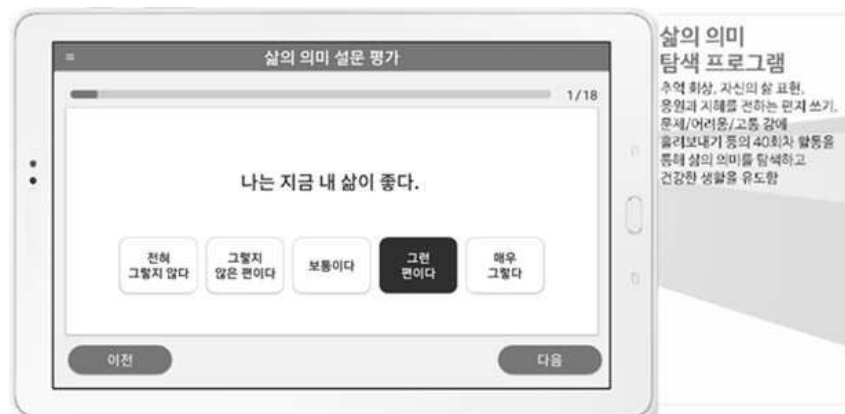 삶의 의미 설문 평가
1/18
나는 지금 내 삶이 좋다.
전혀
그렇지 않다
그렇지
않은 편이다
보통이다
그런
편이다
매우
그렇다
이전
다음
삶의 의미
탐색 프로그램
추억 회상, 자신의 삶 표현,
응원과 지혜를 전하는 편지 쓰기,
문제/어려움/고통 강에
흘려보내기 등의 40회차 활동을
통해 삶의 의미를 탐색하고
건강한 생활을 유도함